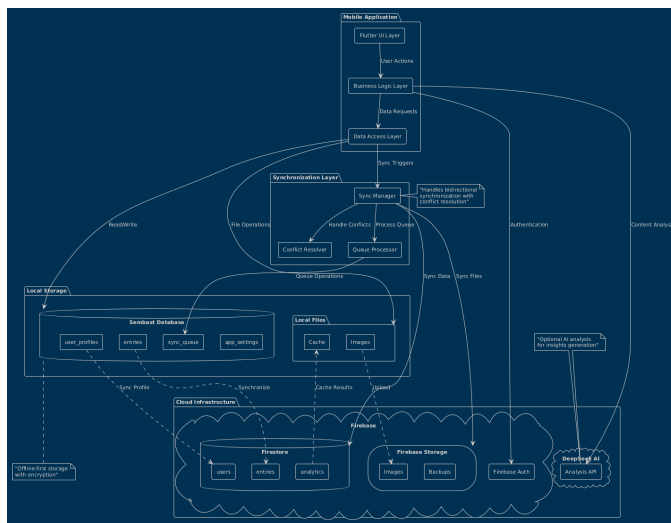 Mobile Application
Flutter UI Layer
User Actions
Business Logic Layer
Data Requests
Data Access Layer
Sync Triggers
Synchronization Layer
Sync Manager
"Handles bidirectional
synchronization with
conflict resolution"
ReadWrite
File Operations
Handle Conflicts
Process Queue
Authentication
Content Analysis
Conflict Resolver
Queue Processor
Queue Operations
Sync Data
Sync Files
Local Storage
Sembast Database
user_profiles
entries
sync_queue
app_settings
Local Files
Cache
Images
"Optional AI analysis
for insights generation"
Sync Profile
Synchronize
Cache Results
Upload
Cloud Infrastructure
Firebase
Firestore
users
entries
analytics
Firebase Storage
Images
Backups
Firebase Auth
DeepSeek AI
Analysis API
"Offline-first storage
with encryption"